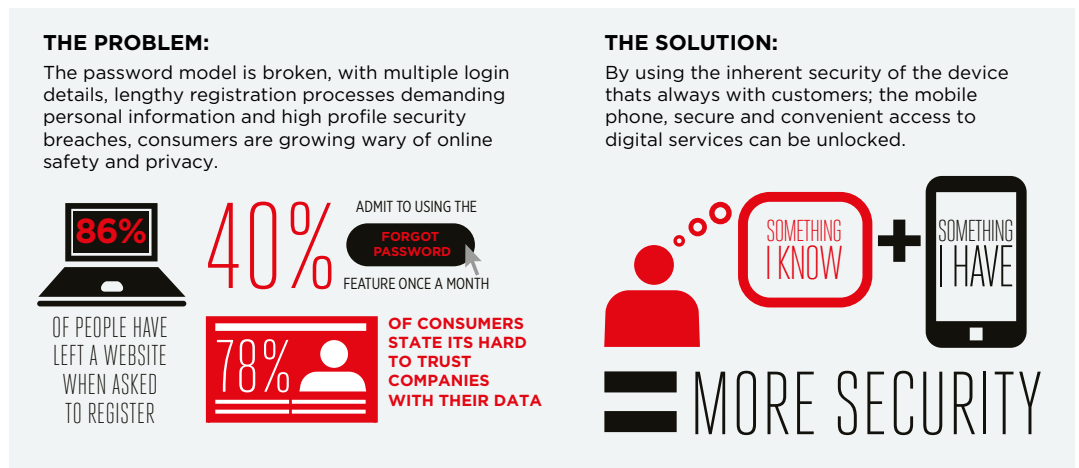 THE PROBLEM:
The password model is broken, with multiple login
details, lengthy registration processes demanding
personal information and high profile security
breaches, consumers are growing wary of online
safety and privacy.
86%
OF PEOPLE HAVE
LEFT A WEBSITE
WHEN ASKED
TO REGISTER
40%
ADMIT TO USING THE
FORGOT
PASSWORD
FEATURE ONCE A MONTH
78%
OF CONSUMERS
STATE ITS HARD
TO TRUST
COMPANIES
WITH THEIR DATA
THE SOLUTION:
By using the inherent security of the device
thats always with customers; the mobile
phone, secure and convenient access to
digital services can be unlocked.
SOMETHING
I KNOW
+
SOMETHING
I HAVE
= MORE SECURITY